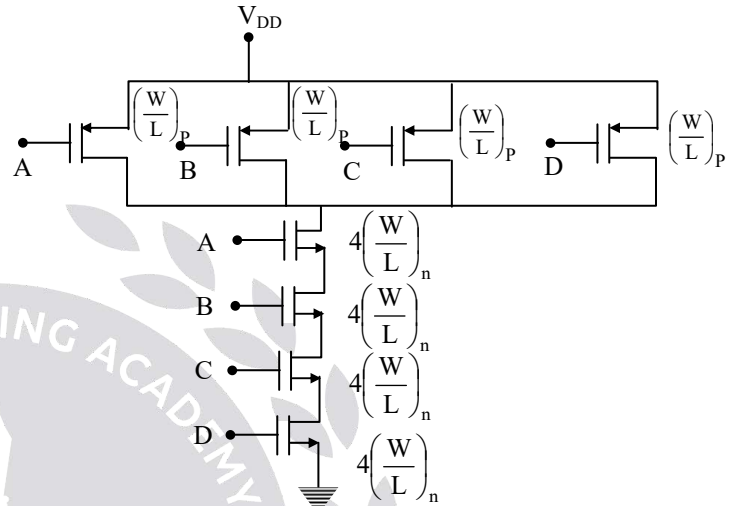 V_DD
(W/L)_P
(W/L)_P
(W/L)_P
(W/L)_P
A
B
C
D
A
4(W/L)_n
B
4(W/L)_n
C
4(W/L)_n
D
4(W/L)_n
ING ACADEMY